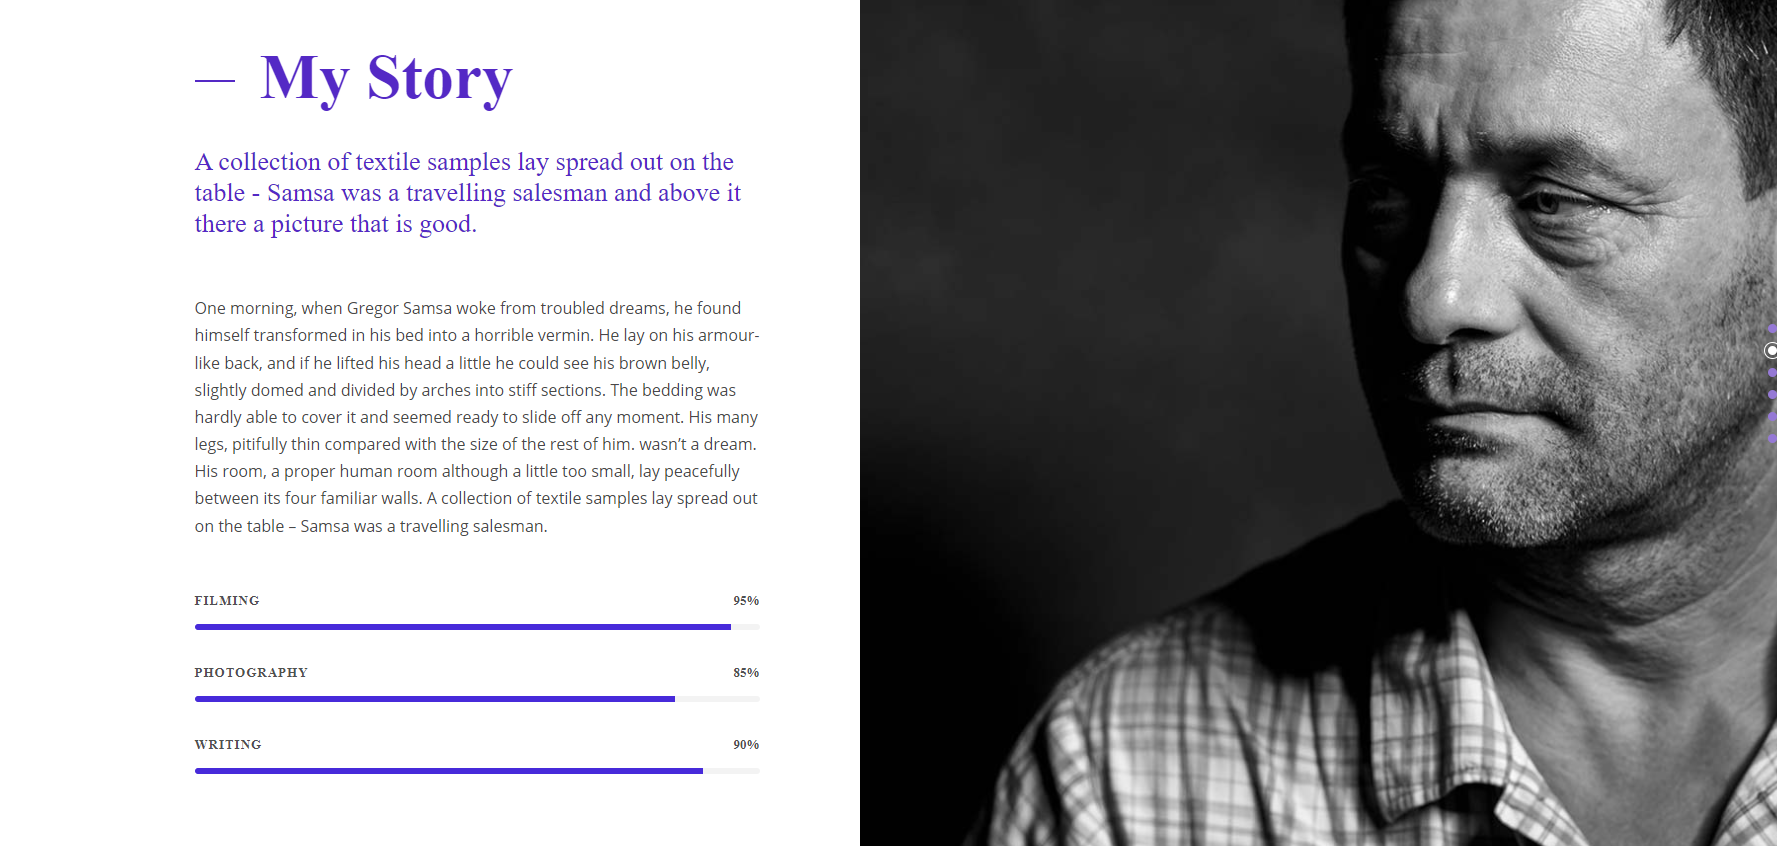 My Story
A collection of textile samples lay spread out on the
table - Samsa was a travelling salesman and above it
there a picture that is good.
One morning, when Gregor Samsa woke from troubled dreams, he found
himself transformed in his bed into a horrible vermin. He lay on his armour-
like back, and if he lifted his head a little he could see his brown belly,
slightly domed and divided by arches into stiff sections. The bedding was
hardly able to cover it and seemed ready to slide off any moment. His many
legs, pitifully thin compared with the size of the rest of him. wasn’t a dream.
His room, a proper human room although a little too small, lay peacefully
between its four familiar walls. A collection of textile samples lay spread out
on the table – Samsa was a travelling salesman.
FILMING 95%
PHOTOGRAPHY 85%
WRITING 90%